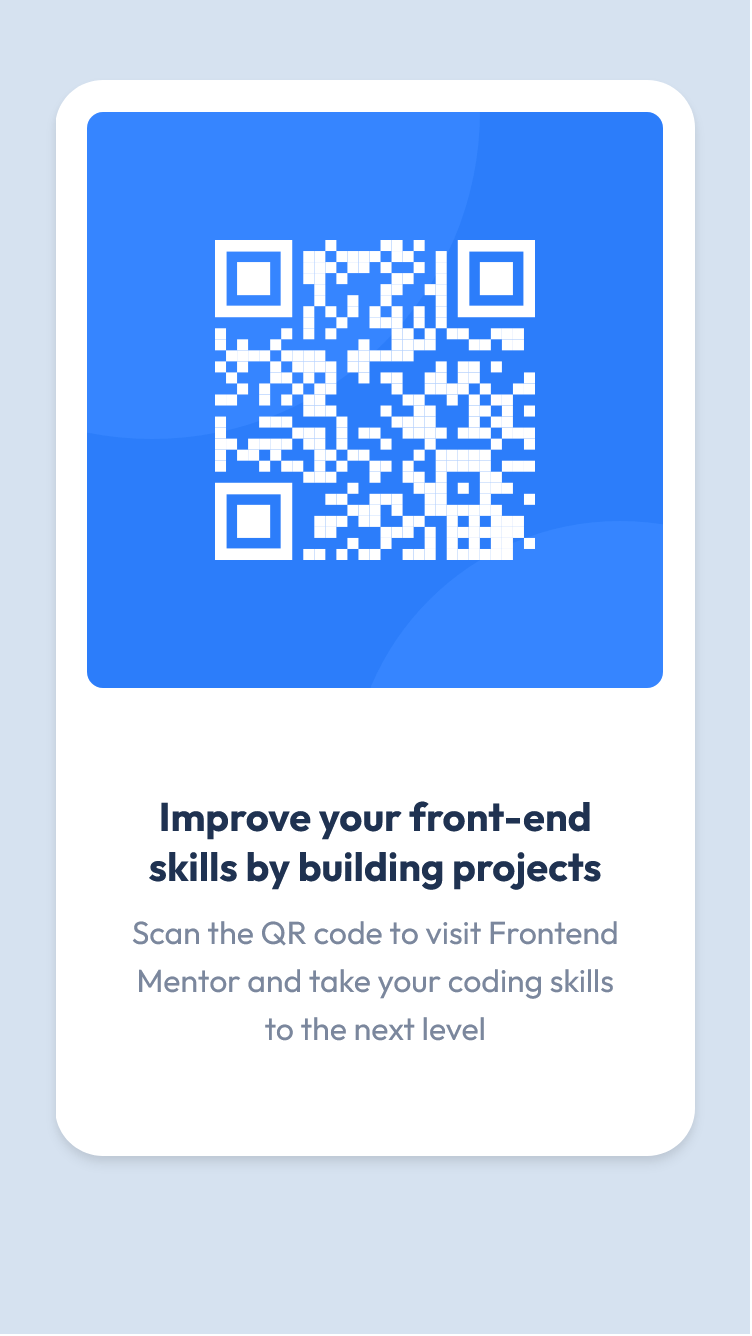 Improve your front-end
skills by building projects
Scan the QR code to visit Frontend
Mentor and take your coding skills
to the next level